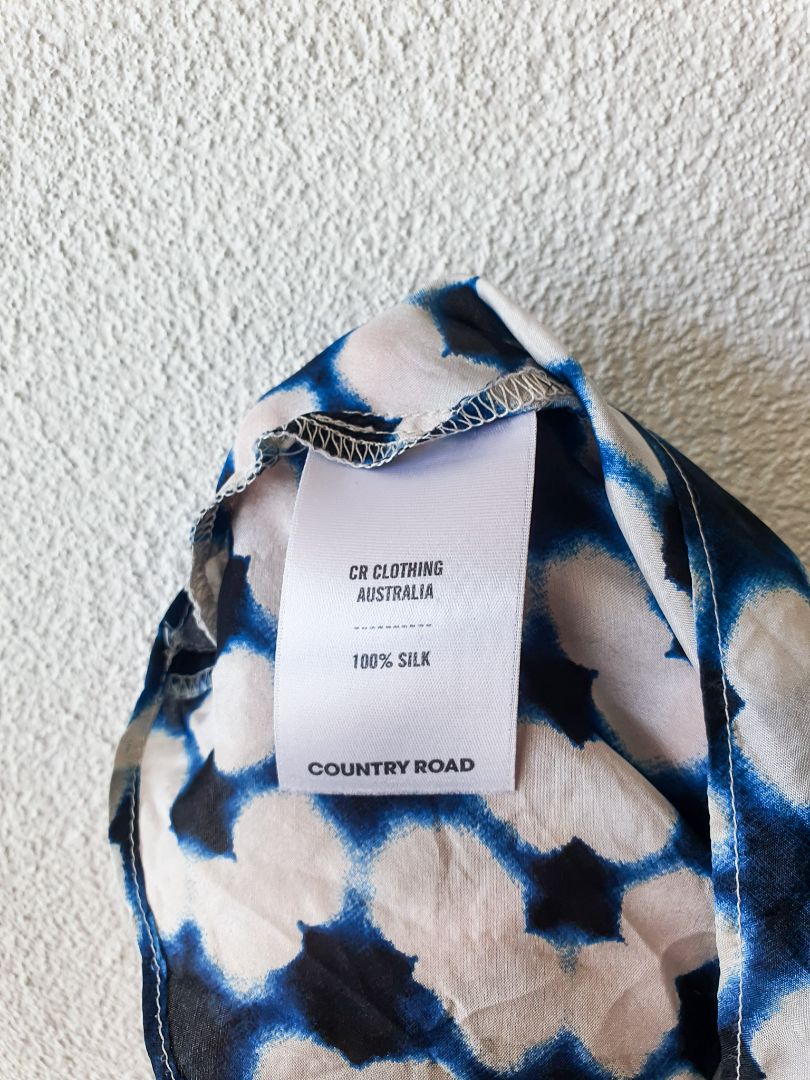 CR CLOTHING
AUSTRALIA
100% SILK
COUNTRY ROAD